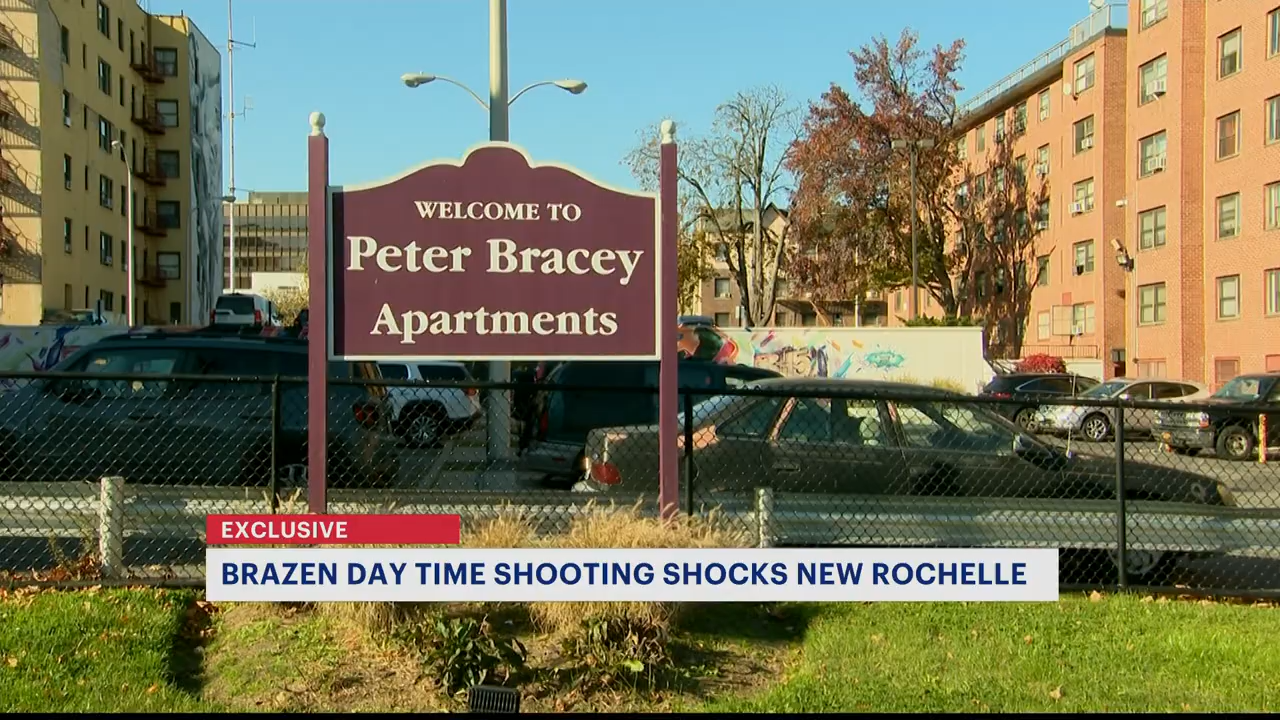 WELCOME TO
Peter Bracey
Apartments
EXCLUSIVE
BRAZEN DAY TIME SHOOTING SHOCKS NEW ROCHELLE